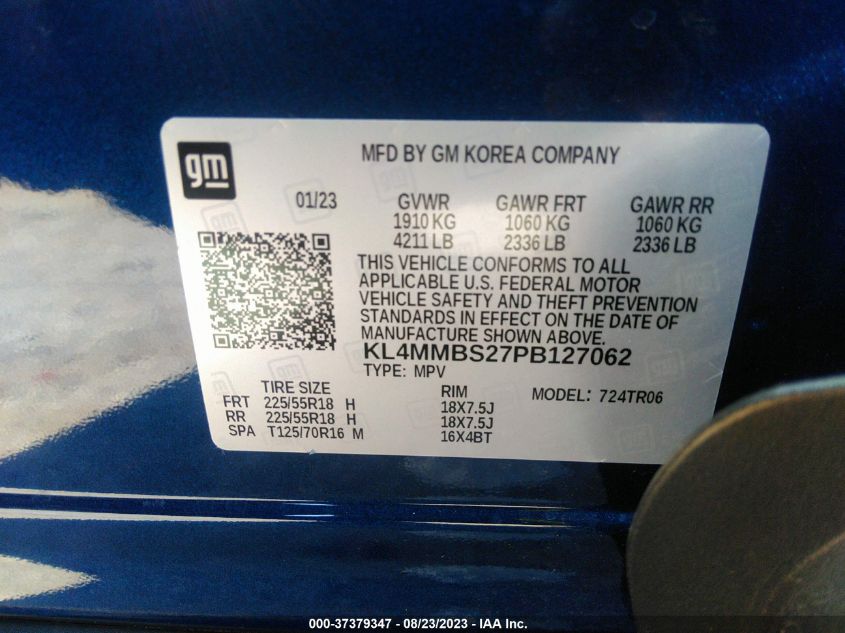 gm
MFD BY GM KOREA COMPANY
01/23 GVWR GAWR FRT GAWR RR
1910 KG 1060 KG 1060 KG
4211 LB 2336 LB 2336 LB
THIS VEHICLE CONFORMS TO ALL
APPLICABLE U.S. FEDERAL MOTOR
VEHICLE SAFETY AND THEFT PREVENTION
STANDARDS IN EFFECT ON THE DATE OF
MANUFACTURE SHOWN ABOVE.
KL4MMBS27PB127062
TYPE: MPV
TIRE SIZE RIM MODEL: 724TR06
FRT 225/55R18 H 18X7.5J
RR 225/55R18 H 18X7.5J
SPA T125/70R16 M 16X4BT
000-37379347 - 08/23/2023 - IAA Inc.